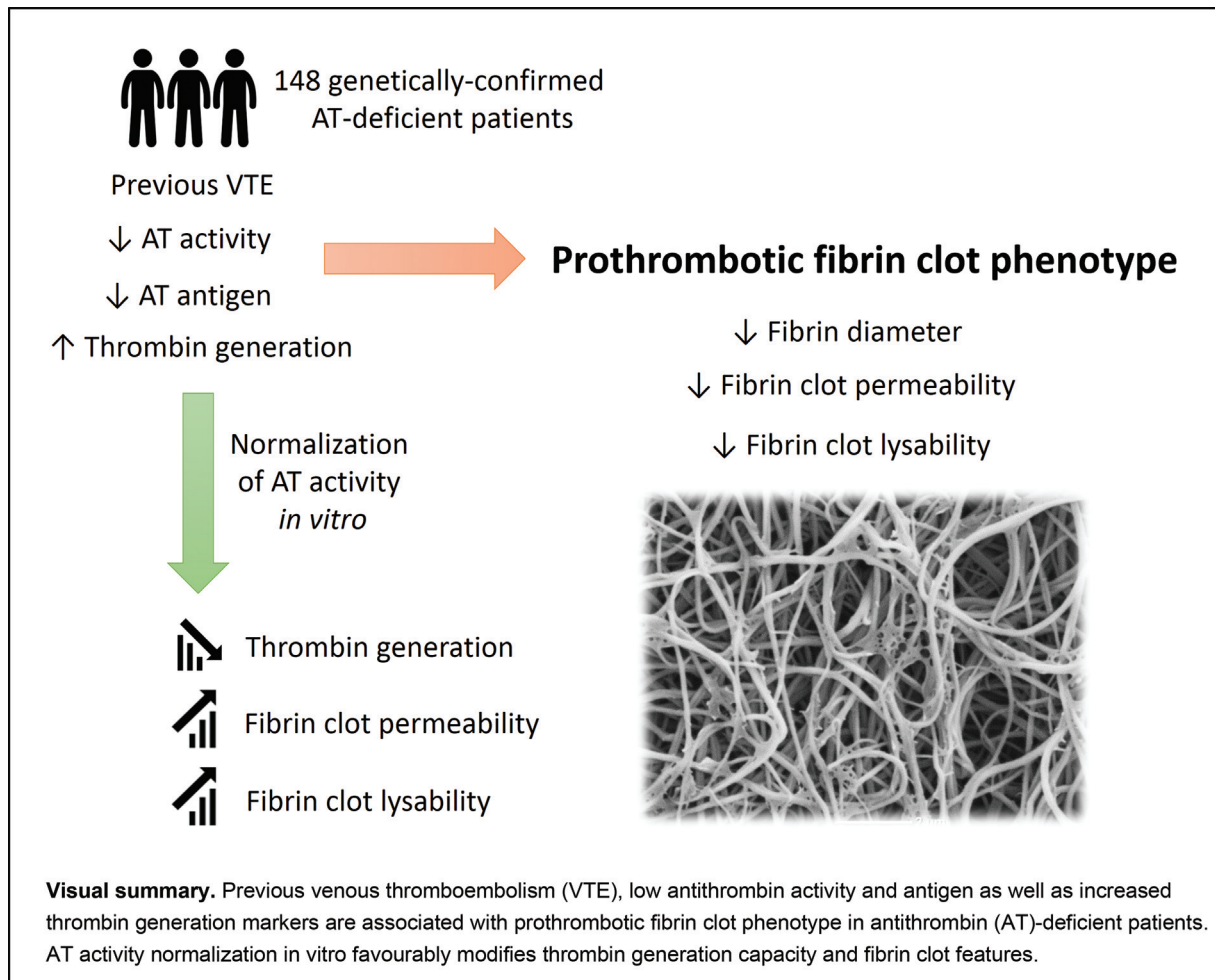 148 genetically-confirmed
AT-deficient patients
Previous VTE
↓ AT activity
↓ AT antigen
↑ Thrombin generation
Prothrombotic fibrin clot phenotype
↓ Fibrin diameter
↓ Fibrin clot permeability
↓ Fibrin clot lysability
Normalization
of AT activity
in vitro
Thrombin generation
Fibrin clot permeability
Fibrin clot lysability
Visual summary. Previous venous thromboembolism (VTE), low antithrombin activity and antigen as well as increased
thrombin generation markers are associated with prothrombotic fibrin clot phenotype in antithrombin (AT)-deficient patients.
AT activity normalization in vitro favourably modifies thrombin generation capacity and fibrin clot features.